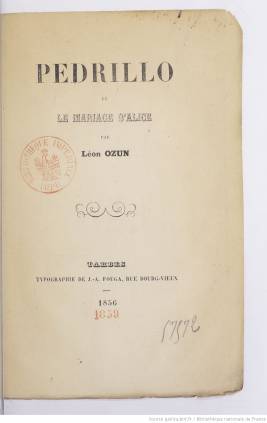 PEDRILLO
OU
LE MARIAGE D'ALICE
PAR
LÉON OZUN
TARBES
TYPOGRAPHIE DE J.-A. FOUGA, RUE BOURG-VIEUX
1856
1859
Source gallica.bnf.fr / Bibliothèque nationale de France